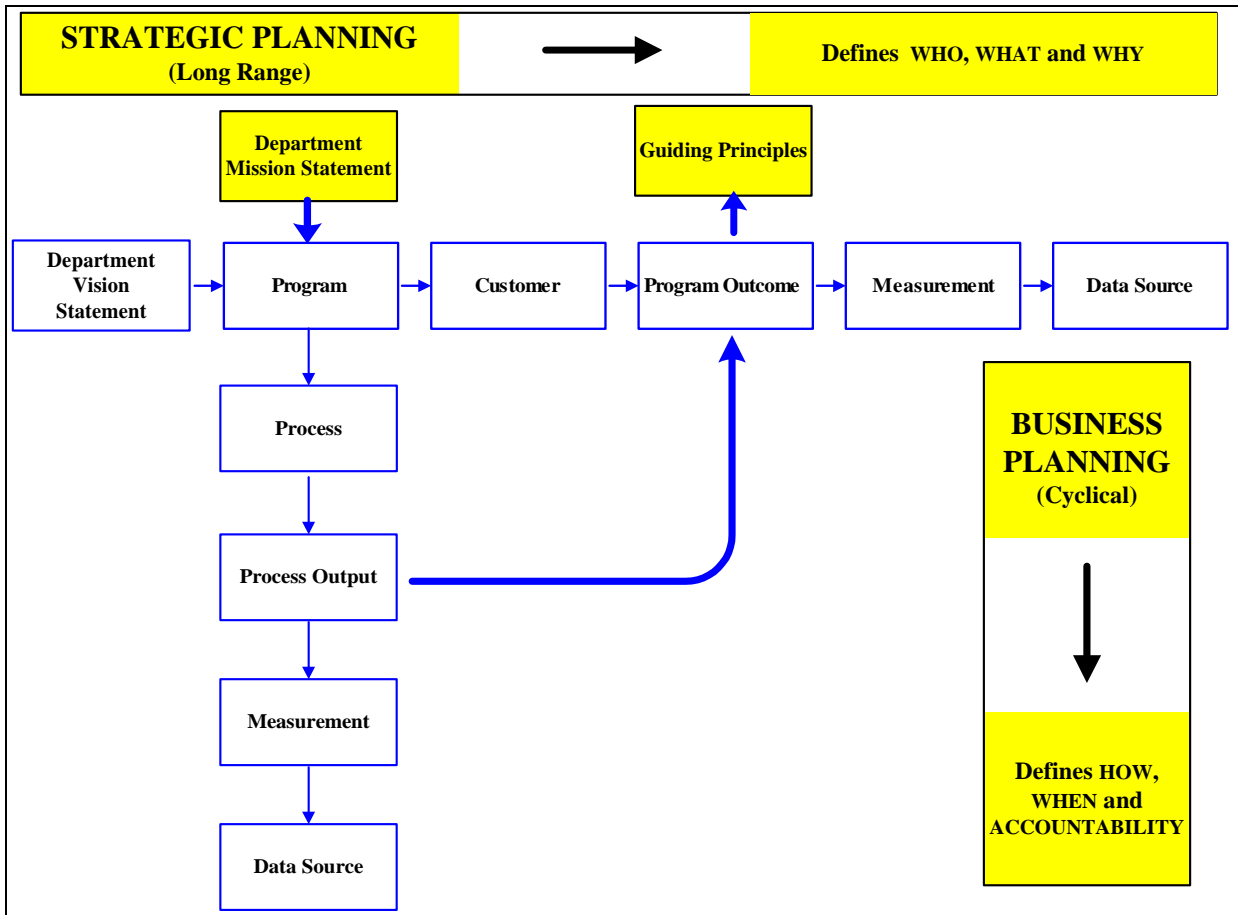 STRATEGIC PLANNING
(Long Range)
Defines WHO, WHAT and WHY
Department
Mission Statement
Guiding Principles
Department
Vision
Statement
Program
Customer
Program Outcome
Measurement
Data Source
Process
Process Output
Measurement
Data Source
BUSINESS
PLANNING
(Cyclical)
Defines HOW,
WHEN and
ACCOUNTABILITY